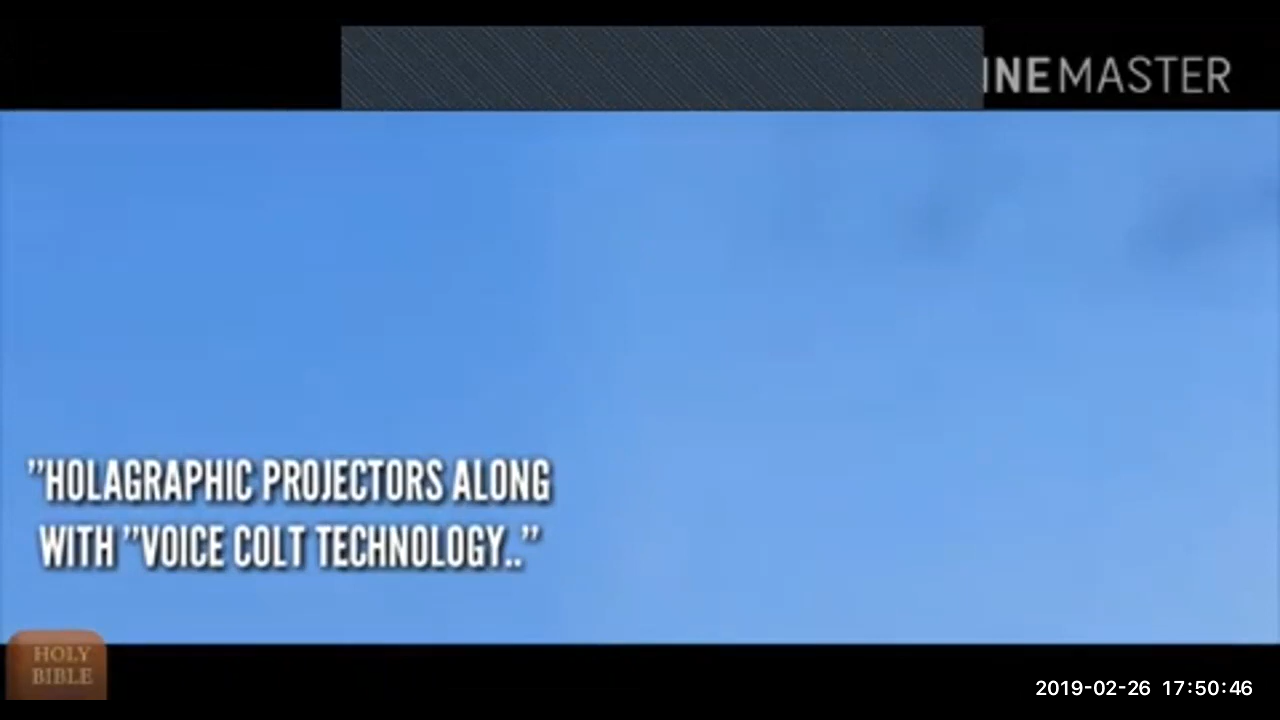 INEMASTER
”HOLAGRAPHIC PROJECTORS ALONG
WITH ”VOICE COLT TECHNOLOGY..”
HOLY
BIBLE
2019-02-26 17:50:46